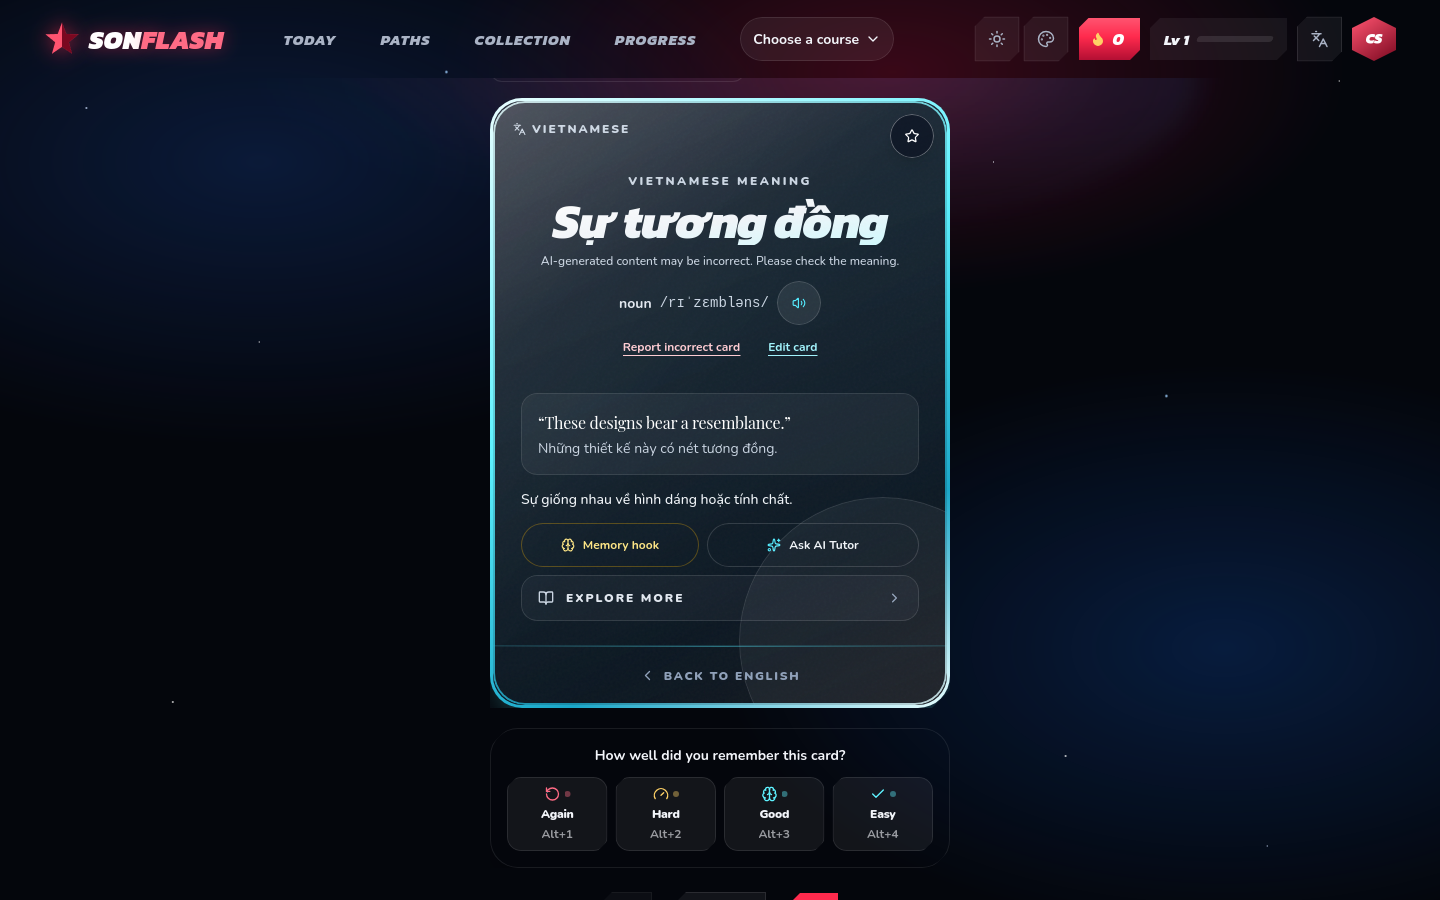 SONFLASH
TODAY
PATHS
COLLECTION
PROGRESS
Choose a course
0
Lv 1
CS
VIETNAMESE
VIETNAMESE MEANING
Sự tương đồng
AI-generated content may be incorrect. Please check the meaning.
noun /rɪˈzɛmbləns/
Report incorrect card
Edit card
“These designs bear a resemblance.”
Những thiết kế này có nét tương đồng.
Sự giống nhau về hình dáng hoặc tính chất.
Memory hook
Ask AI Tutor
EXPLORE MORE
BACK TO ENGLISH
How well did you remember this card?
Again
Alt+1
Hard
Alt+2
Good
Alt+3
Easy
Alt+4